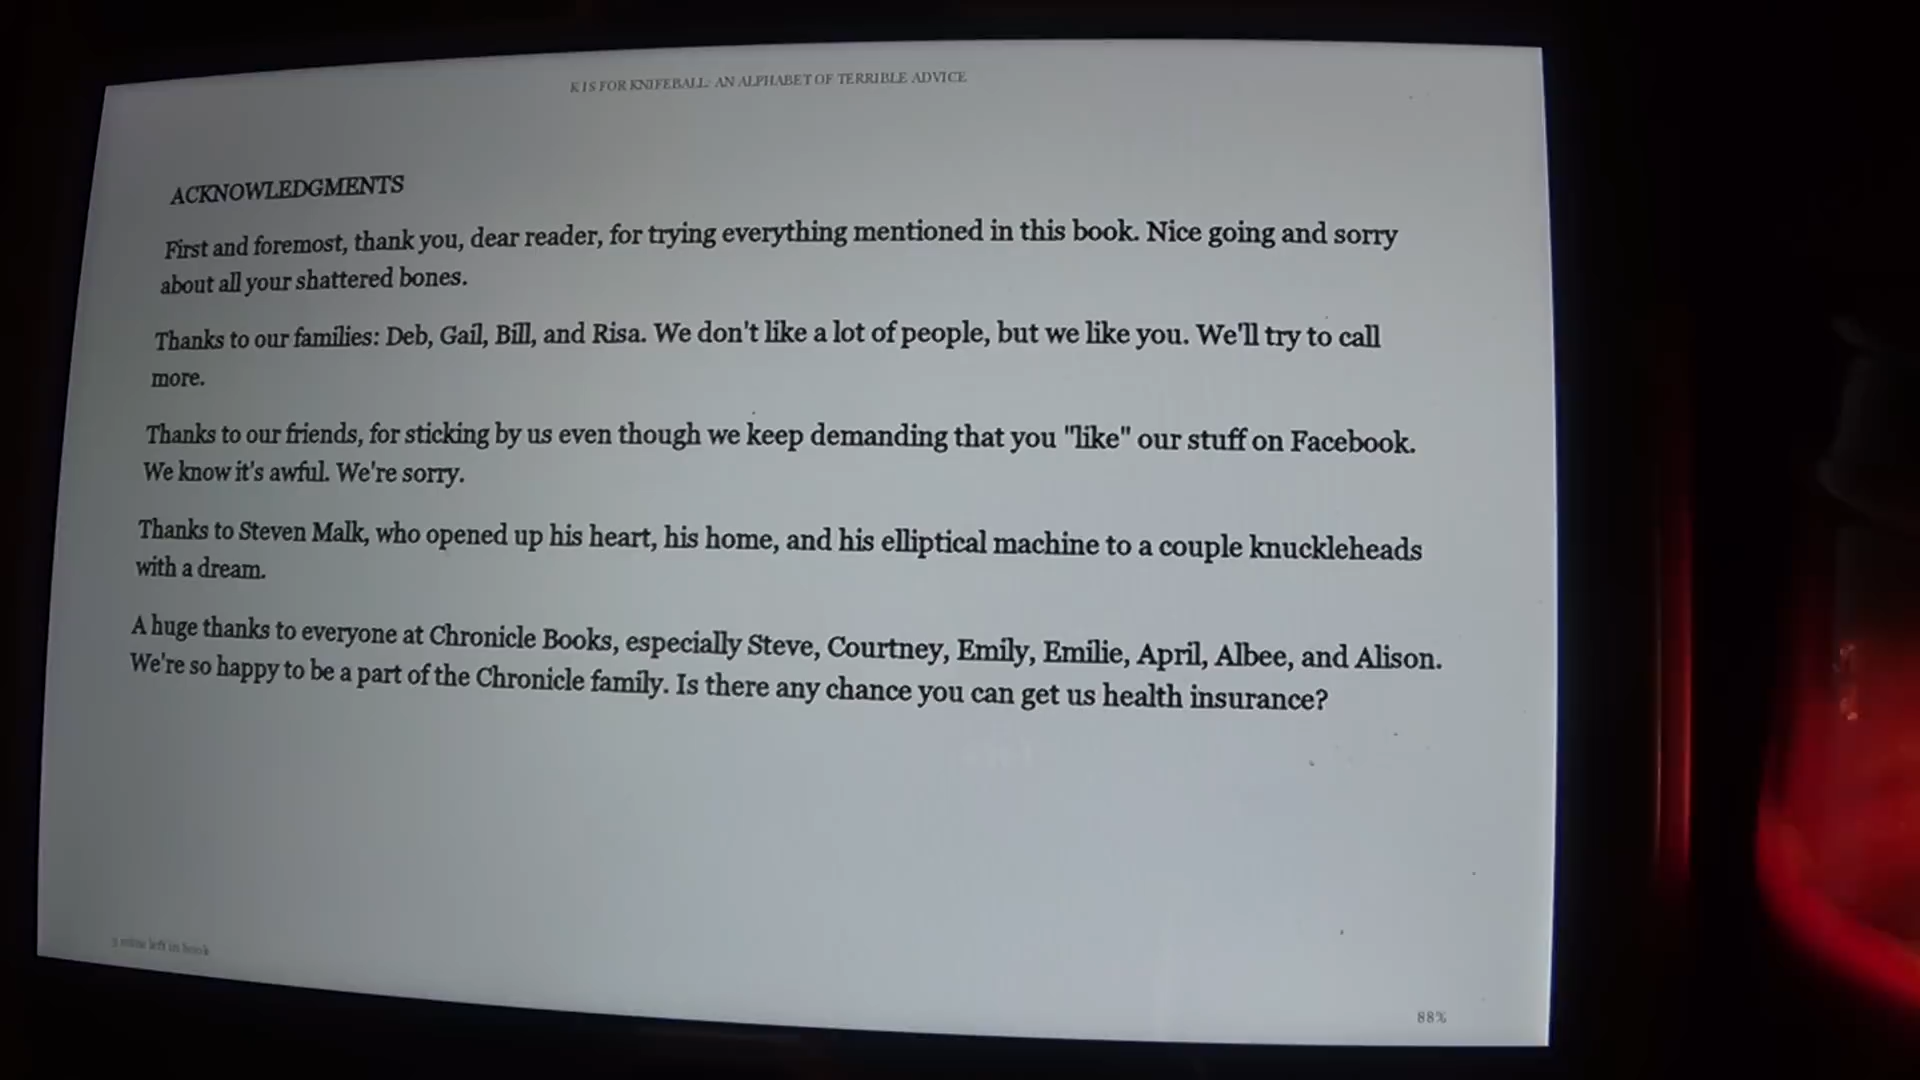 K IS FOR KNIFEBALL: AN ALPHABET OF TERRIBLE ADVICE
ACKNOWLEDGMENTS
First and foremost, thank you, dear reader, for trying everything mentioned in this book. Nice going and sorry
about all your shattered bones.
Thanks to our families: Deb, Gail, Bill, and Risa. We don't like a lot of people, but we like you. We'll try to call
more.
Thanks to our friends, for sticking by us even though we keep demanding that you "like" our stuff on Facebook.
We know it's awful. We're sorry.
Thanks to Steven Malk, who opened up his heart, his home, and his elliptical machine to a couple knuckleheads
with a dream.
A huge thanks to everyone at Chronicle Books, especially Steve, Courtney, Emily, Emilie, April, Albee, and Alison.
We're so happy to be a part of the Chronicle family. Is there any chance you can get us health insurance?
left in book
88%